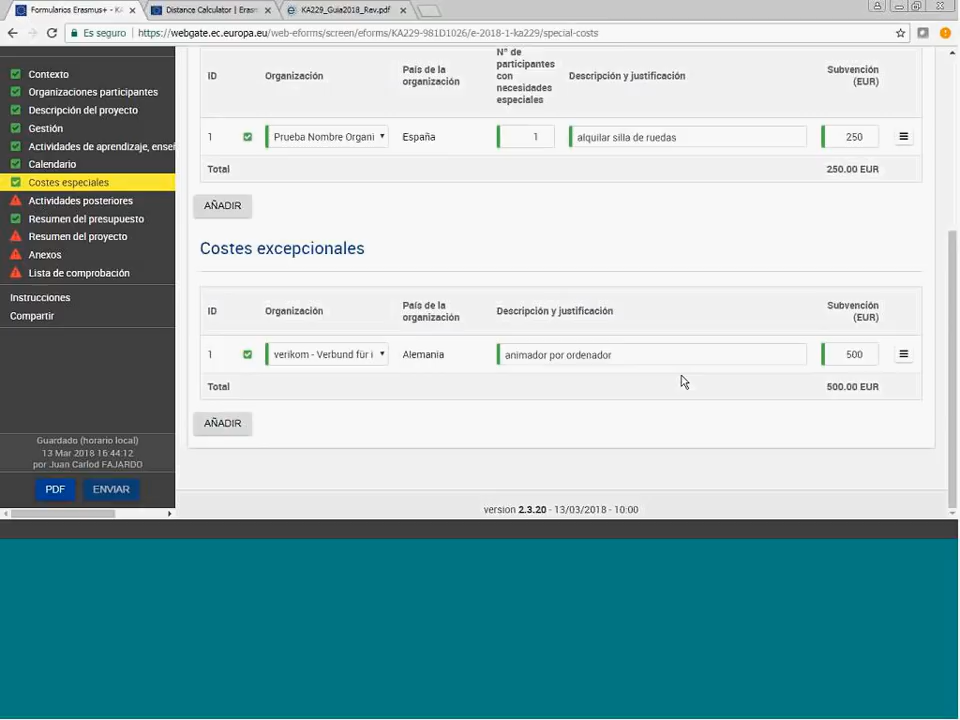 Formularios Erasmus+ - KA
Distance Calculator | Erasm
KA229_Guia2018_Rev.pdf
Es seguro
https://webgate.ec.europa.eu/web-eforms/screen/eforms/KA229-981D1026/e-2018-1-ka229/special-costs
Contexto
Organizaciones participantes
Descripción del proyecto
Gestión
Actividades de aprendizaje, enseñ
Calendario
Costes especiales
Actividades posteriores
Resumen del presupuesto
Resumen del proyecto
Anexos
Lista de comprobación
Instrucciones
Compartir
Guardado (horario local)
13 Mar 2018 16:44:12
por Juan Carlod FAJARDO
PDF
ENVIAR
ID
Organización
País de la
organización
Nº de
participantes
con
necesidades
especiales
Descripción y justificación
Subvención
(EUR)
1
Prueba Nombre Organi
España
1
alquilar silla de ruedas
250
Total
250.00 EUR
AÑADIR
Costes excepcionales
ID
Organización
País de la
organización
Descripción y justificación
Subvención
(EUR)
1
verikom - Verbund für i
Alemania
animador por ordenador
500
Total
500.00 EUR
AÑADIR
version 2.3.20 - 13/03/2018 - 10:00